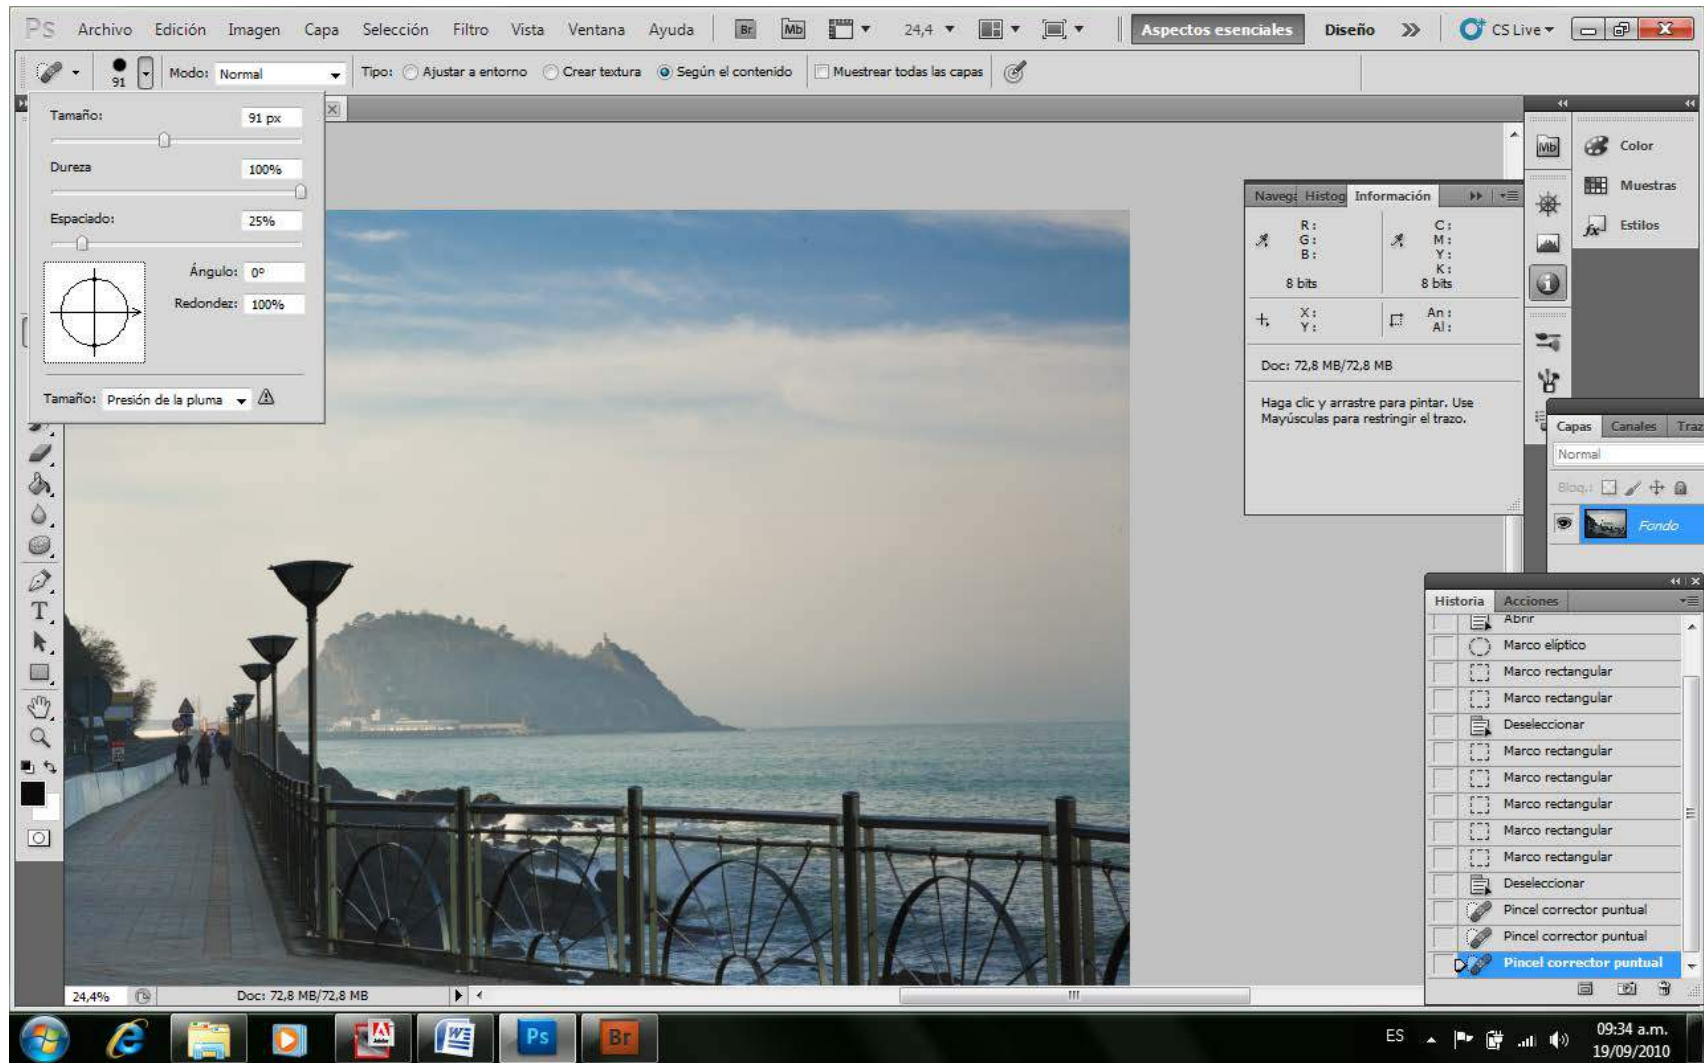 PS Archivo Edición Imagen Capa Selección Filtro Vista Ventana Ayuda Br Mb 24,4 Aspectos esenciales Diseño CS Live
91 Modo: Normal Tipo: Ajustar a entorno Crear textura Según el contenido Muestrear todas las capas
Tamaño: 91 px
Dureza 100%
Espaciado: 25%
Ángulo: 0º
Redondez: 100%
Tamaño: Presión de la pluma
Mb Color
Muestras
fx Estilos
Histog Información
R: C:
G: M:
B: Y:
K:
8 bits 8 bits
X: An:
Y: Al:
Doc: 72,8 MB/72,8 MB
Haga clic y arrastre para pintar. Use
Mayúsculas para restringir el trazo.
Capas Canales Traz
Normal
Bloq.:
Fondo
Historia Acciones
Abrir
Marco elíptico
Marco rectangular
Marco rectangular
Deseleccionar
Marco rectangular
Marco rectangular
Marco rectangular
Marco rectangular
Marco rectangular
Deseleccionar
Pincel corrector puntual
Pincel corrector puntual
Pincel corrector puntual
24,4% Doc: 72,8 MB/72,8 MB
Ps Br ES 09:34 a.m.
19/09/2010